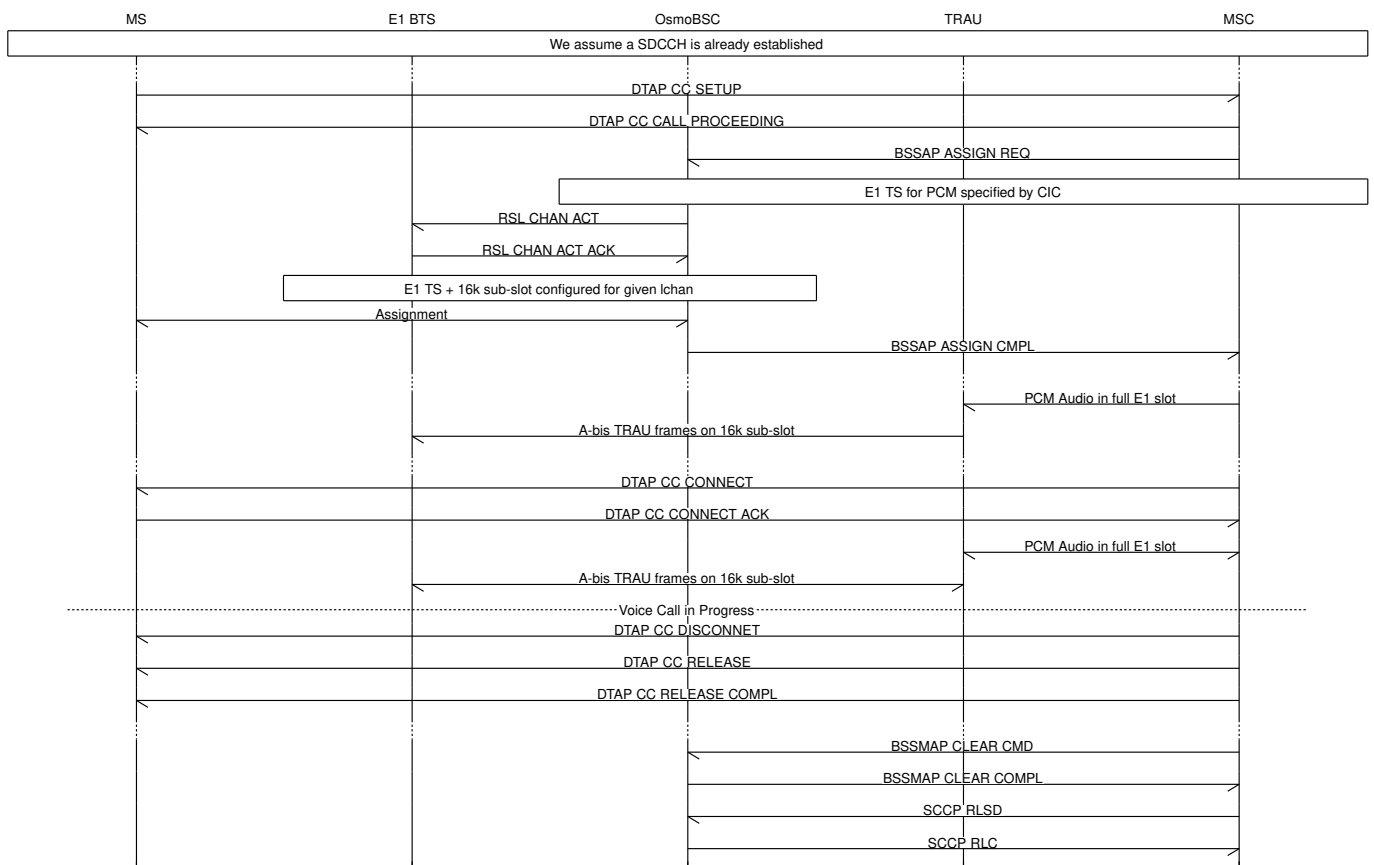 MS E1 BTS OsmoBSC TRAU MSC
We assume a SDCCH is already established
DTAP CC SETUP
DTAP CC CALL PROCEEDING
BSSAP ASSIGN REQ
E1 TS for PCM specified by CIC
RSL CHAN ACT
RSL CHAN ACT ACK
E1 TS + 16k sub-slot configured for given lchan
Assignment
BSSAP ASSIGN CMPL
PCM Audio in full E1 slot
A-bis TRAU frames on 16k sub-slot
DTAP CC CONNECT
DTAP CC CONNECT ACK
PCM Audio in full E1 slot
A-bis TRAU frames on 16k sub-slot
Voice Call in Progress
DTAP CC DISCONNET
DTAP CC RELEASE
DTAP CC RELEASE COMPL
BSSMAP CLEAR CMD
BSSMAP CLEAR COMPL
SCCP RLSD
SCCP RLC